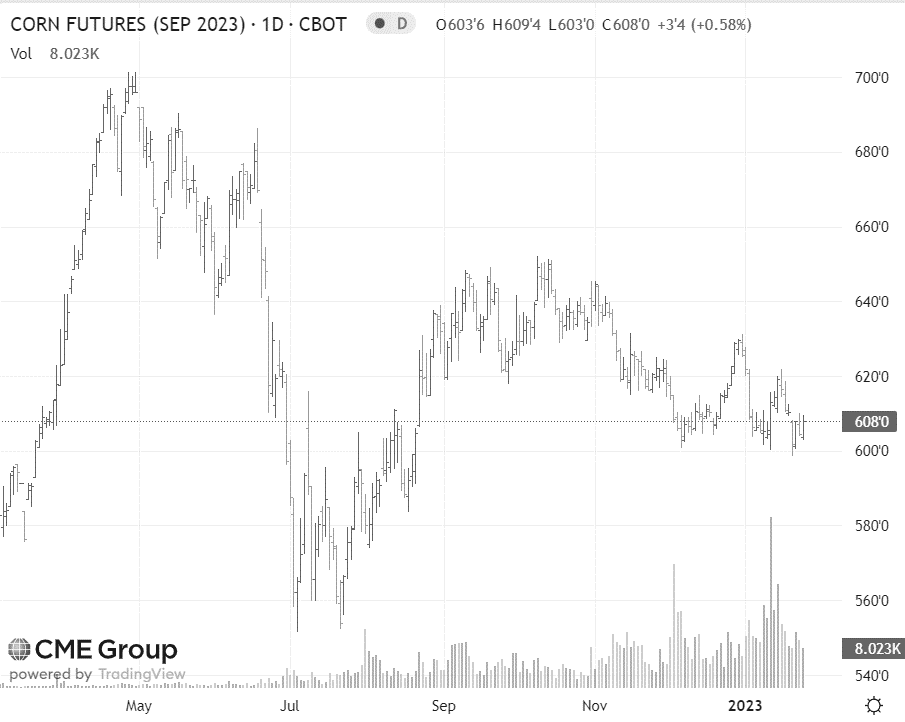 CORN FUTURES (SEP 2023) · 1D · CBOT D O603'6 H609'4 L603'0 C608'0 +3'4 (+0.58%)
Vol 8.023K
700'0
680'0
660'0
640'0
620'0
608'0
600'0
580'0
560'0
8.023K
540'0
CME Group
powered by TradingView
May Jul Sep Nov 2023